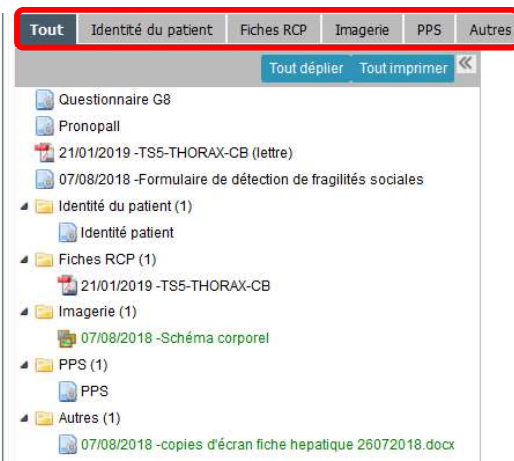 Tout Identité du patient Fiches RCP Imagerie PPS Autres
Tout déplier Tout imprimer
Questionnaire G8
Pronopall
21/01/2019 -TS5-THORAX-CB (lettre)
07/08/2018 -Formulaire de détection de fragilités sociales
Identité du patient (1)
Identité patient
Fiches RCP (1)
21/01/2019 -TS5-THORAX-CB
Imagerie (1)
07/08/2018 -Schéma corporel
PPS (1)
PPS
Autres (1)
07/08/2018 -copies d'écran fiche hepatique 26072018.docx